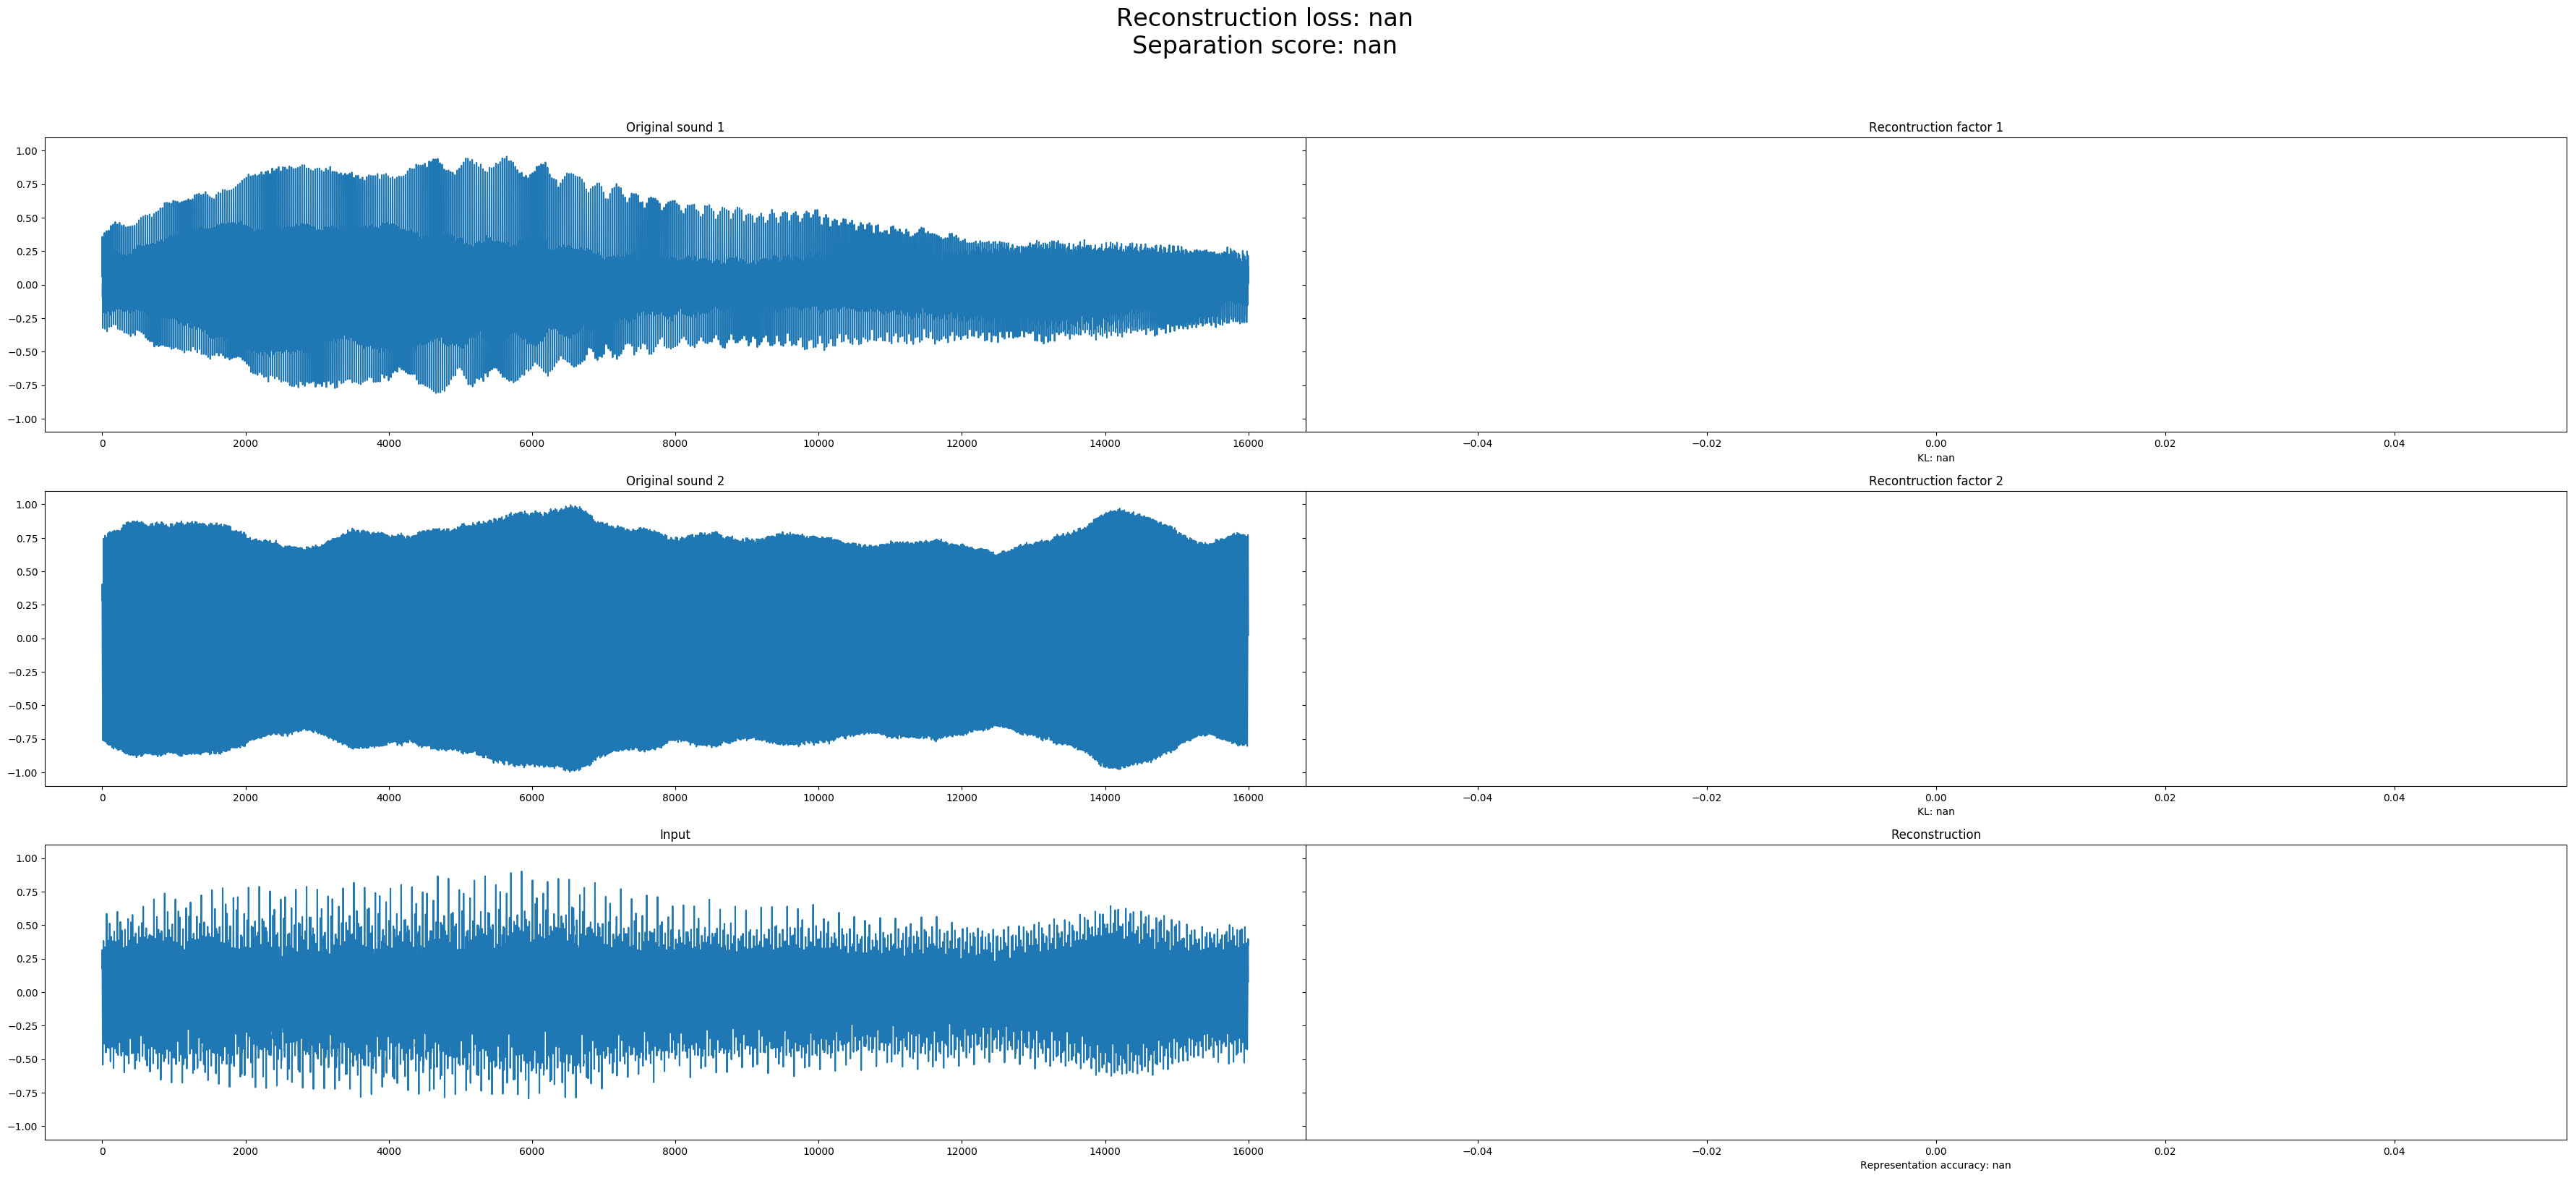 Reconstruction loss: nan
Separation score: nan
Original sound 1
Recontruction factor 1
1.00
0.75
0.50
0.25
0.00
−0.25
−0.50
−0.75
−1.00
0 2000 4000 6000 8000 10000 12000 14000 16000
−0.04 −0.02 0.00 0.02 0.04
KL: nan
Original sound 2
Recontruction factor 2
1.00
0.75
0.50
0.25
0.00
−0.25
−0.50
−0.75
−1.00
0 2000 4000 6000 8000 10000 12000 14000 16000
−0.04 −0.02 0.00 0.02 0.04
KL: nan
Input
Reconstruction
1.00
0.75
0.50
0.25
0.00
−0.25
−0.50
−0.75
−1.00
0 2000 4000 6000 8000 10000 12000 14000 16000
−0.04 −0.02 0.00 0.02 0.04
Representation accuracy: nan